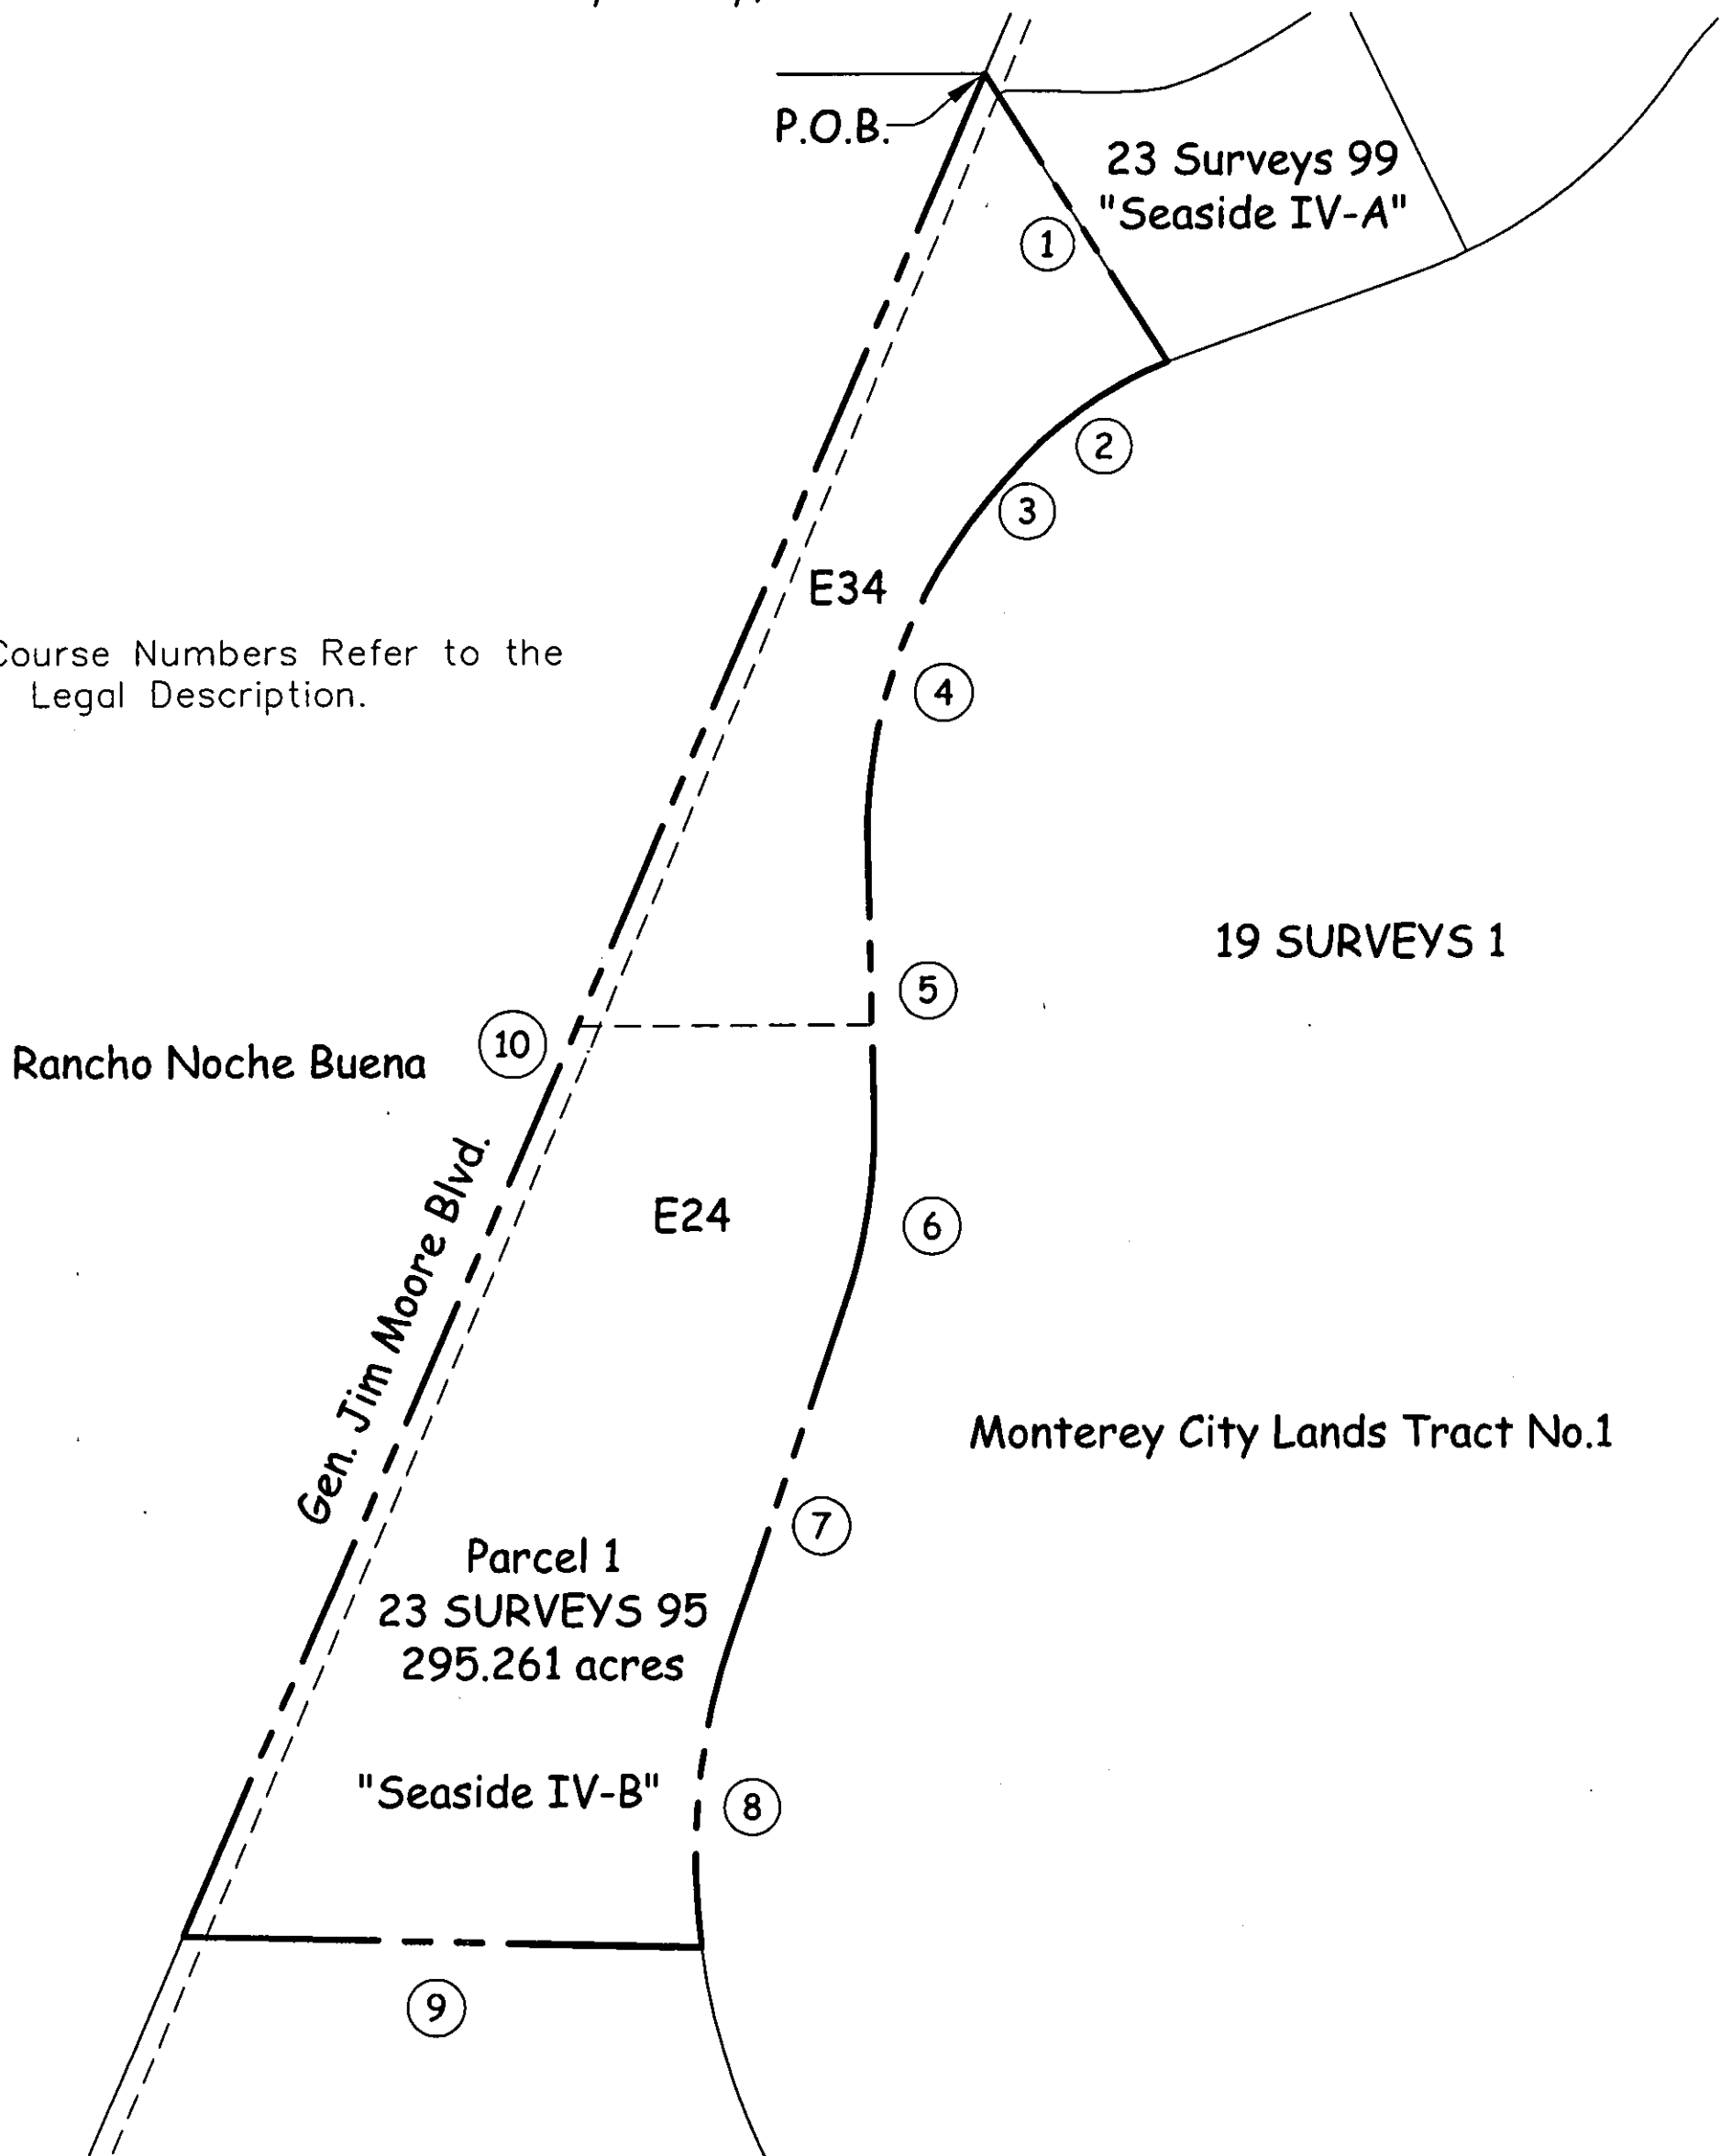 P.O.B.
23 Surveys 99
"Seaside IV-A"
1
2
3
E34
Course Numbers Refer to the
Legal Description.
4
19 SURVEYS 1
5
10
Rancho Noche Buena
Gen. Jim Moore Blvd.
E24
6
Monterey City Lands Tract No.1
7
Parcel 1
23 SURVEYS 95
295.261 acres
"Seaside IV-B"
8
9